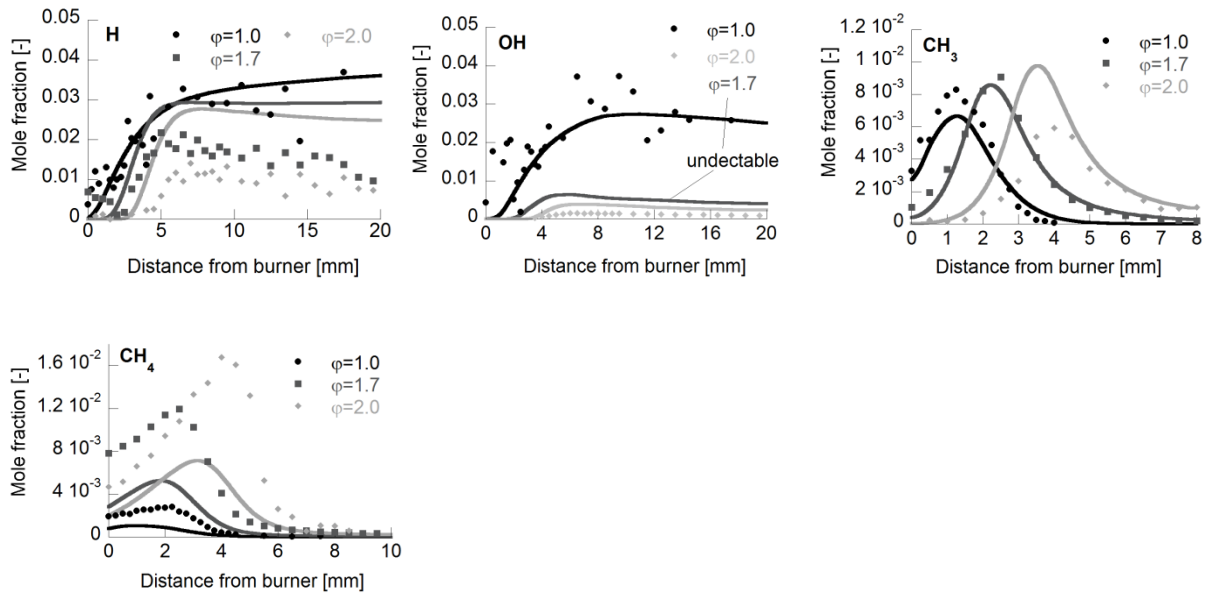 H
φ=1.0
φ=2.0
φ=1.7
0.05
0.04
0.03
0.02
0.01
0
Mole fraction [-]
0 5 10 15 20
Distance from burner [mm]
OH
φ=1.0
φ=2.0
φ=1.7
undectable
0.05
0.04
0.03
0.02
0.01
0
Mole fraction [-]
0 4 8 12 16 20
Distance from burner [mm]
CH3
φ=1.0
φ=1.7
φ=2.0
1.2 10-2
1 10-2
8 10-3
6 10-3
4 10-3
2 10-3
0
Mole fraction [-]
0 1 2 3 4 5 6 7 8
Distance from burner [mm]
CH4
φ=1.0
φ=1.7
φ=2.0
1.6 10-2
1.2 10-2
8 10-3
4 10-3
0
Mole fraction [-]
0 2 4 6 8 10
Distance from burner [mm]